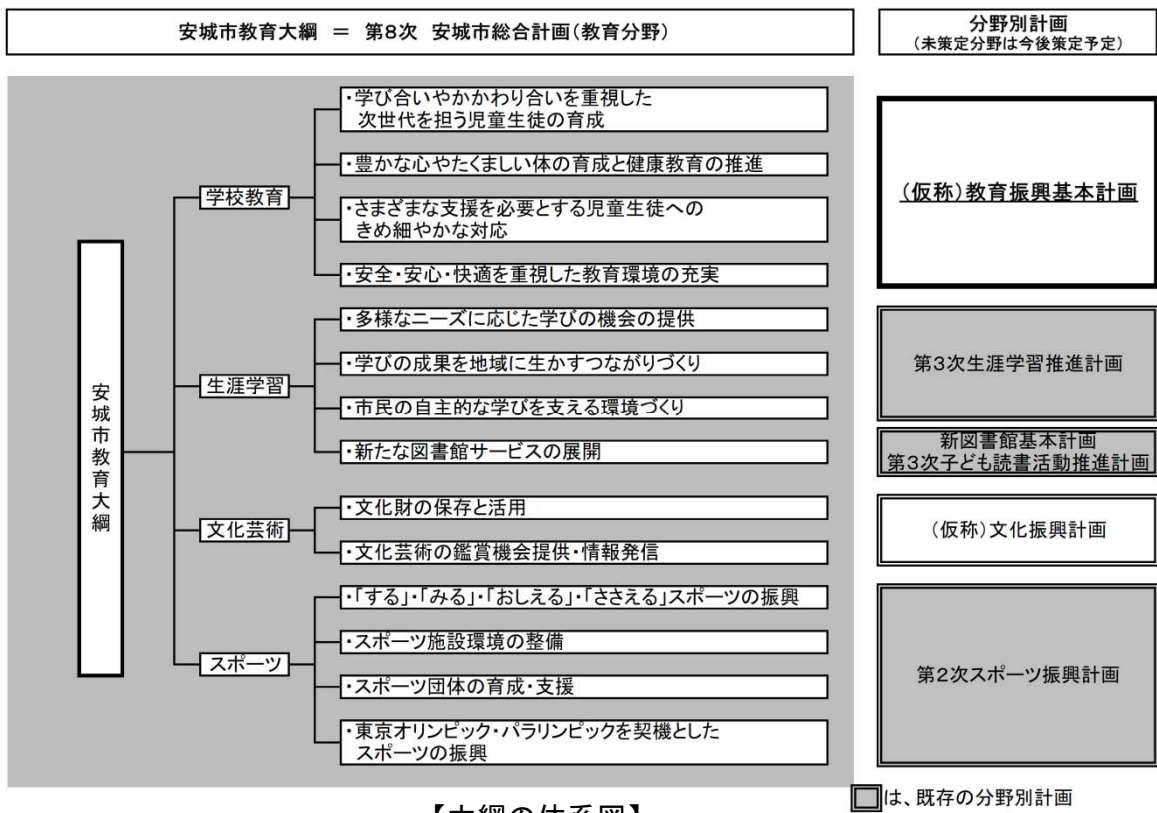 安城市教育大綱 ＝ 第8次 安城市総合計画(教育分野)
分野別計画
(未策定分野は今後策定予定)
安城市教育大綱
学校教育
・学び合いやかかわり合いを重視した
次世代を担う児童生徒の育成
・豊かな心やたくましい体の育成と健康教育の推進
・さまざまな支援を必要とする児童生徒への
きめ細やかな対応
・安全・安心・快適を重視した教育環境の充実
(仮称)教育振興基本計画
生涯学習
・多様なニーズに応じた学びの機会の提供
・学びの成果を地域に生かすつながりづくり
・市民の自主的な学びを支える環境づくり
・新たな図書館サービスの展開
第3次生涯学習推進計画
新図書館基本計画
第3次子ども読書活動推進計画
文化芸術
・文化財の保存と活用
・文化芸術の鑑賞機会提供・情報発信
(仮称)文化振興計画
スポーツ
・「する」・「みる」・「おしえる」・「ささえる」スポーツの振興
・スポーツ施設環境の整備
・スポーツ団体の育成・支援
・東京オリンピック・パラリンピックを契機とした
スポーツの振興
第2次スポーツ振興計画
は、既存の分野別計画
【大綱の体系図】